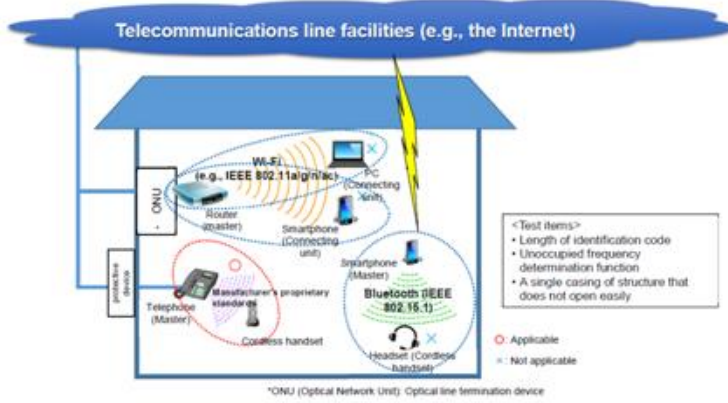 Telecommunications line facilities (e.g., the Internet)
Wi-Fi
(e.g., IEEE 802.11a/g/n/ac)
PC
(Connecting
unit)
* ONU
Router
(master)
Smartphone
(Connecting
unit)
protective
device
Telephone
(Master)
Manufacturer's proprietary
standards
Cordless handset
Smartphone
(Master)
Bluetooth (IEEE
802.15.1)
Headset (Cordless
handset)
<Test items>
• Length of identification code
• Unoccupied frequency
determination function
• A single casing of structure that
does not open easily
○: Applicable
×: Not applicable
*ONU (Optical Network Unit): Optical line termination device